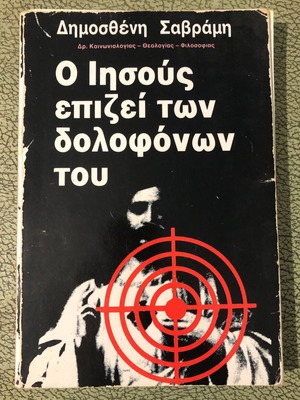 Δημοσθένη Σαβράμη
Δρ. Κοινωνιολογίας – Θεολογίας – Φιλοσοφίας
Ο Ιησούς
επιζεί των
δολοφόνων
του